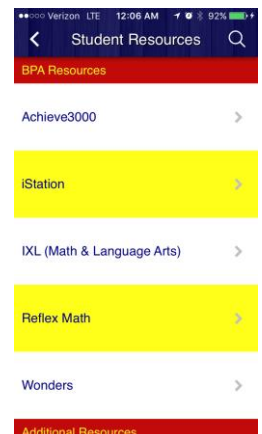 Verizon LTE 12:06 AM 92%
Student Resources
BPA Resources
Achieve3000
iStation
IXL (Math & Language Arts)
Reflex Math
Wonders
Additional Resources